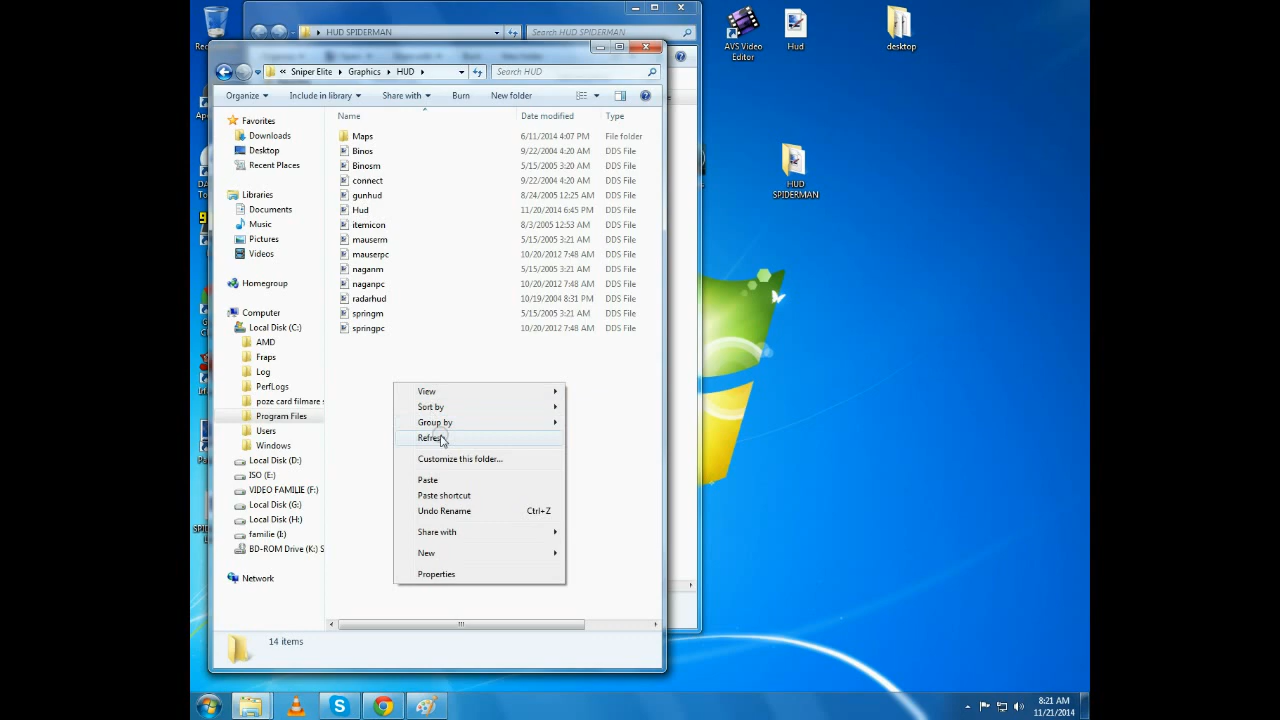 HUD SPIDERMAN
Search HUD SPIDERMAN
Sniper Elite
Graphics
HUD
Search HUD
Organize
Include in library
Share with
Burn
New folder
Name
Date modified
Type
Favorites
Downloads
Desktop
Recent Places
Libraries
Documents
Music
Pictures
Videos
Homegroup
Computer
Local Disk (C:)
AMD
Fraps
Log
PerfLogs
poze card filmare s
Program Files
Users
Windows
Local Disk (D:)
ISO (E:)
VIDEO FAMILIE (F:)
Local Disk (G:)
Local Disk (H:)
familie (I:)
BD-ROM Drive (K:) S
Network
Maps 6/11/2014 4:07 PM File folder
Binos 9/22/2004 4:20 AM DDS File
Binosm 5/15/2005 3:20 AM DDS File
connect 9/22/2004 4:20 AM DDS File
gunhud 8/24/2005 12:25 AM DDS File
Hud 11/20/2014 6:45 PM DDS File
itemicon 8/3/2005 12:53 AM DDS File
mauserm 5/15/2005 3:21 AM DDS File
mauserpc 10/20/2012 7:48 AM DDS File
naganm 5/15/2005 3:21 AM DDS File
naganpc 10/20/2012 7:48 AM DDS File
radarhud 10/19/2004 8:31 PM DDS File
springm 5/15/2005 3:21 AM DDS File
springpc 10/20/2012 7:48 AM DDS File
View
Sort by
Group by
Refresh
Customize this folder...
Paste
Paste shortcut
Undo Rename Ctrl+Z
Share with
New
Properties
14 items
AVS Video
Editor
Hud
desktop
HUD
SPIDERMAN
8:21 AM
11/21/2014